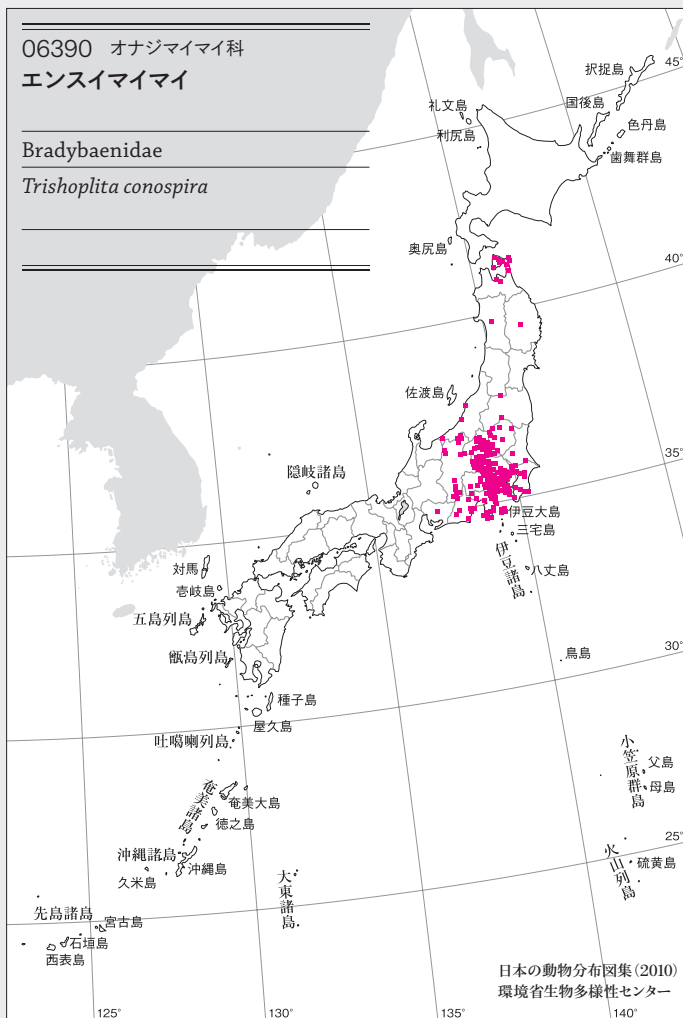 06390 オナジマイマイ科
エンスイマイマイ
Bradybaenidae
Trishoplita conospira
択捉島
45°
国後島
礼文島
色丹島
利尻島
歯舞群島
奥尻島
40°
佐渡島
35°
隠岐諸島
伊豆大島
三宅島
伊豆諸島
八丈島
対馬
壱岐島
五島列島
甑島列島
鳥島
30°
種子島
屋久島
吐噶喇列島
小笠原群島
父島
母島
奄美諸島
奄美大島
徳之島
25°
沖縄諸島
沖縄島
久米島
火山列島
硫黄島
大東諸島
先島諸島
宮古島
石垣島
西表島
日本の動物分布図集(2010)
環境省生物多様性センター
125°
130°
135°
140°